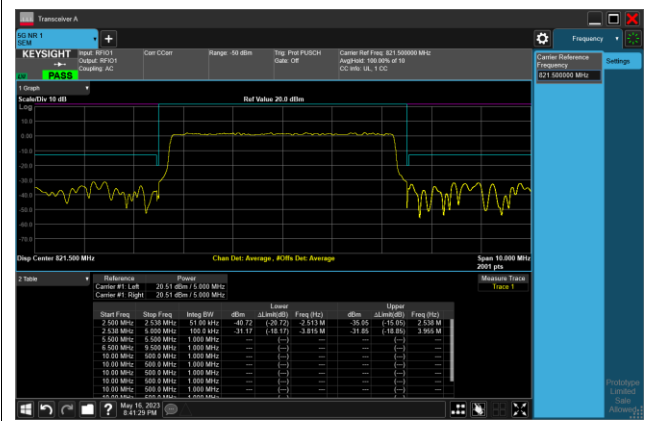 Transceiver A
5G NR 1
SEM
Frequency
KEYSIGHT
PASS
Input: RFIO1
Output: RFIO1
Coupling: AC
Corr CCorr
Range: -50 dBm
Trig: Prot PUSCH
Gate: Off
Carrier Ref Freq: 821.500000 MHz
Avg|Hold: 100.00% of 10
CC Info: UL, 1 CC
Carrier Reference
Frequency
821.500000 MHz
Settings
1 Graph
Scale/Div 10 dB
Ref Value 20.0 dBm
Log
10.0
0.00
-10.0
-20.0
-30.0
-40.0
-50.0
-60.0
-70.0
Disp Center 821.500 MHz
Chan Det: Average , #Offs Det: Average
Span 10.000 MHz
2001 pts
2 Table
Reference Power
Carrier #1: Left 20.51 dBm / 5.000 MHz
Carrier #1: Right 20.51 dBm / 5.000 MHz
Measure Trace
Trace 1
Lower Upper
Start Freq Stop Freq Integ BW dBm ΔLimit(dB) Freq (Hz) dBm ΔLimit(dB) Freq (Hz)
2.500 MHz 2.538 MHz 51.00 kHz -40.72 (-20.72) -2.513 M -35.05 (-15.05) 2.538 M
2.538 MHz 5.000 MHz 100.0 kHz -31.17 (-18.17) -3.815 M -31.85 (-18.85) 3.955 M
5.500 MHz 5.500 MHz 1.000 MHz --- (---) --- --- (---) ---
6.500 MHz 9.500 MHz 1.000 MHz --- (---) --- --- (---) ---
10.00 MHz 500.0 MHz 1.000 MHz --- (---) --- --- (---) ---
10.00 MHz 500.0 MHz 1.000 MHz --- (---) --- --- (---) ---
10.00 MHz 500.0 MHz 1.000 MHz --- (---) --- --- (---) ---
10.00 MHz 500.0 MHz 1.000 MHz --- (---) --- --- (---) ---
10.00 MHz 500.0 MHz 1.000 MHz --- (---) --- --- (---) ---
May 16, 2023
8:41:29 PM
Prototype
Limited
Sale
Allowed